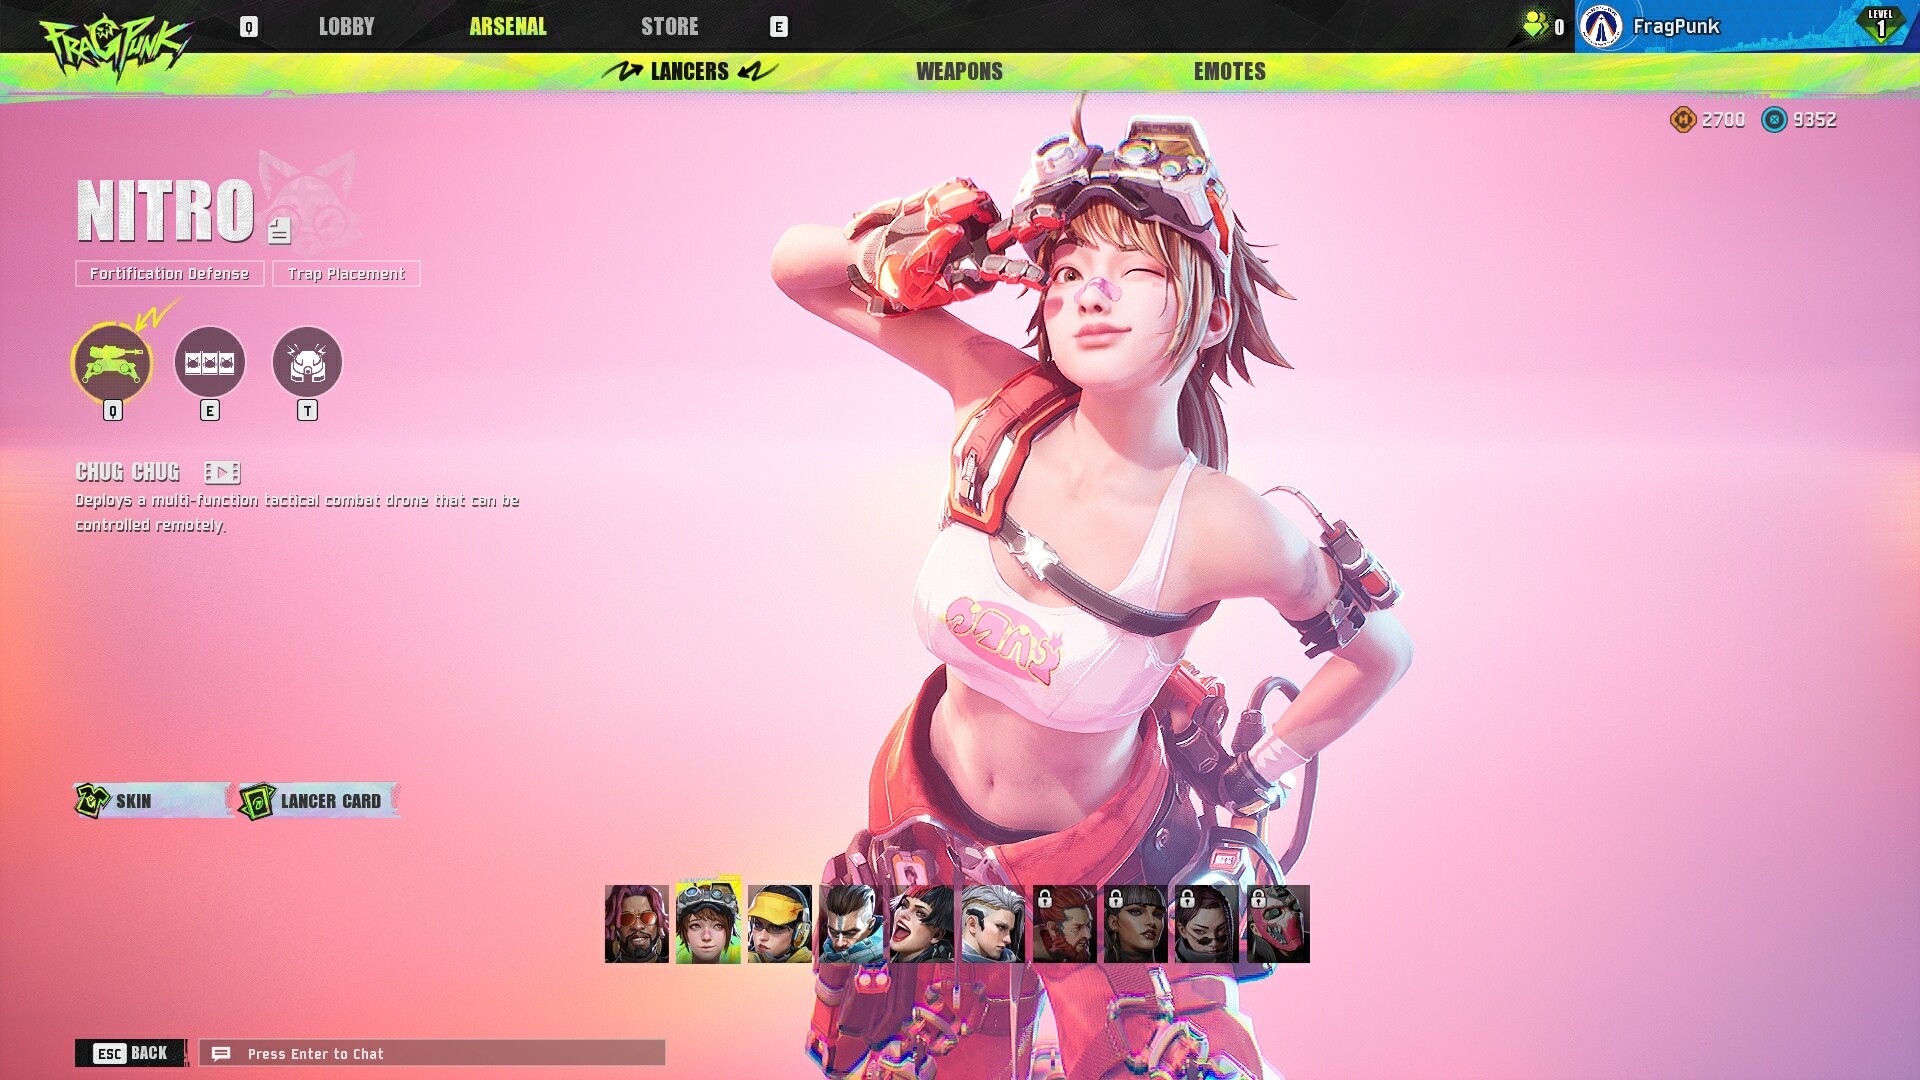 FRAGPUNK
Q LOBBY ARSENAL STORE E
0 FragPunk LEVEL 1
LANCERS WEAPONS EMOTES
2700 9352
NITRO
Fortification Defense Trap Placement
Q E T
CHUG CHUG
Deploys a multi-function tactical combat drone that can be
controlled remotely.
SKIN LANCER CARD
ESC BACK Press Enter to Chat